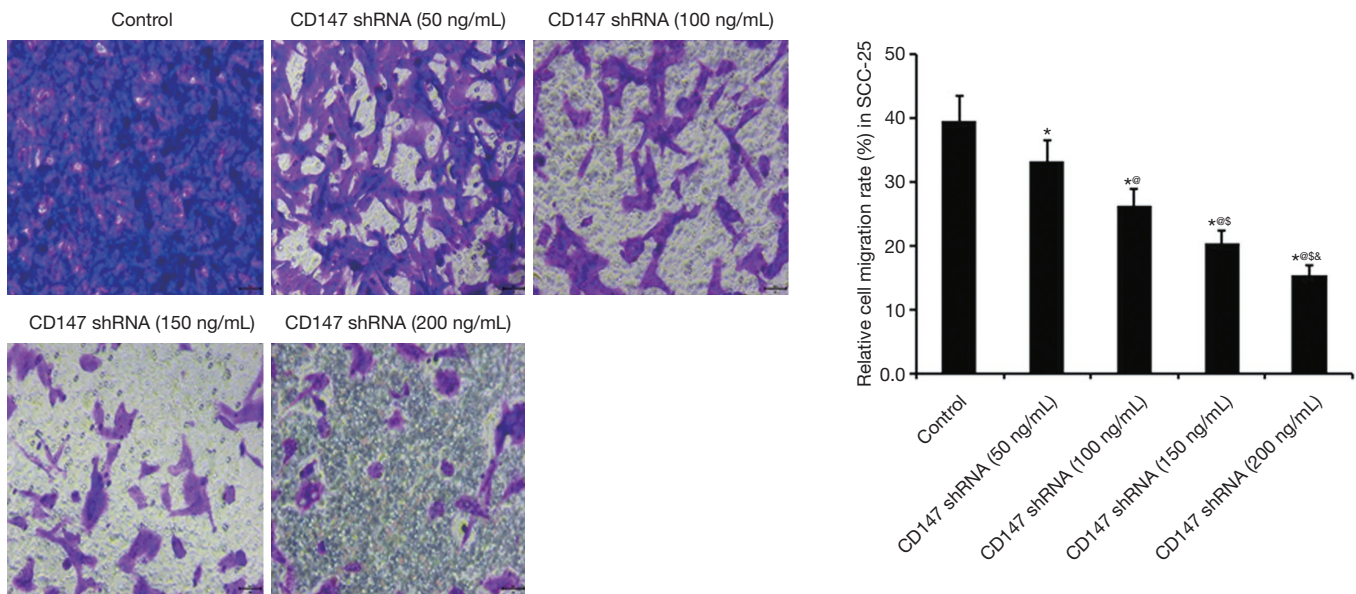 Control
CD147 shRNA (50 ng/mL)
CD147 shRNA (100 ng/mL)
CD147 shRNA (150 ng/mL)
CD147 shRNA (200 ng/mL)
Relative cell migration rate (%) in SCC-25
50
40
30
20
10
0.0
*
*@
*@$
*@$&
Control
CD147 shRNA (50 ng/mL)
CD147 shRNA (100 ng/mL)
CD147 shRNA (150 ng/mL)
CD147 shRNA (200 ng/mL)